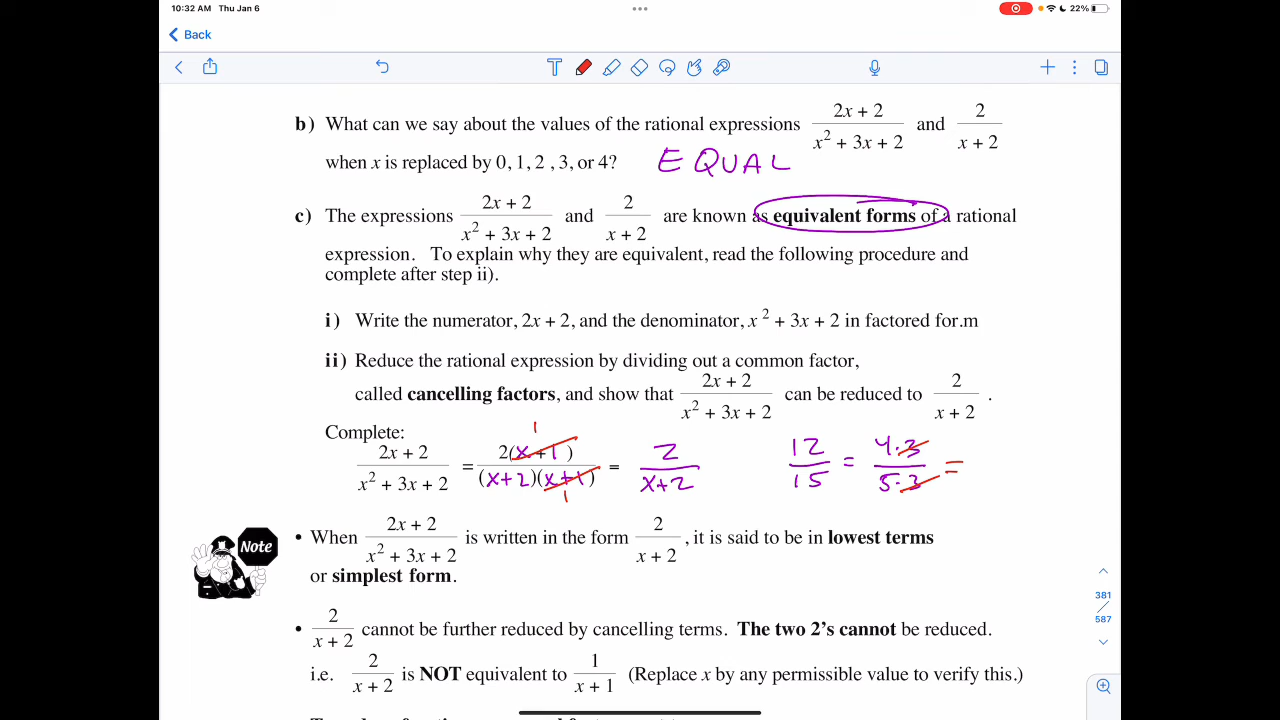 10:32 AM Thu Jan 6
22%
Back
b) What can we say about the values of the rational expressions (2x + 2)/(x² + 3x + 2) and 2/(x + 2)
when x is replaced by 0, 1, 2 , 3, or 4? EQUAL
c) The expressions (2x + 2)/(x² + 3x + 2) and 2/(x + 2) are known as equivalent forms of a rational
expression. To explain why they are equivalent, read the following procedure and
complete after step ii).
i) Write the numerator, 2x + 2, and the denominator, x² + 3x + 2 in factored for.m
ii) Reduce the rational expression by dividing out a common factor,
called cancelling factors, and show that (2x + 2)/(x² + 3x + 2) can be reduced to 2/(x + 2) .
Complete:
(2x + 2)/(x² + 3x + 2) = 2(x+1)/(x+2)(x+1) = 2/(x+2) 12/15 = 4·3/5·3 =
1
1
Note
• When (2x + 2)/(x² + 3x + 2) is written in the form 2/(x + 2), it is said to be in lowest terms
or simplest form.
• 2/(x + 2) cannot be further reduced by cancelling terms. The two 2's cannot be reduced.
i.e. 2/(x + 2) is NOT equivalent to 1/(x + 1) (Replace x by any permissible value to verify this.)
381
587